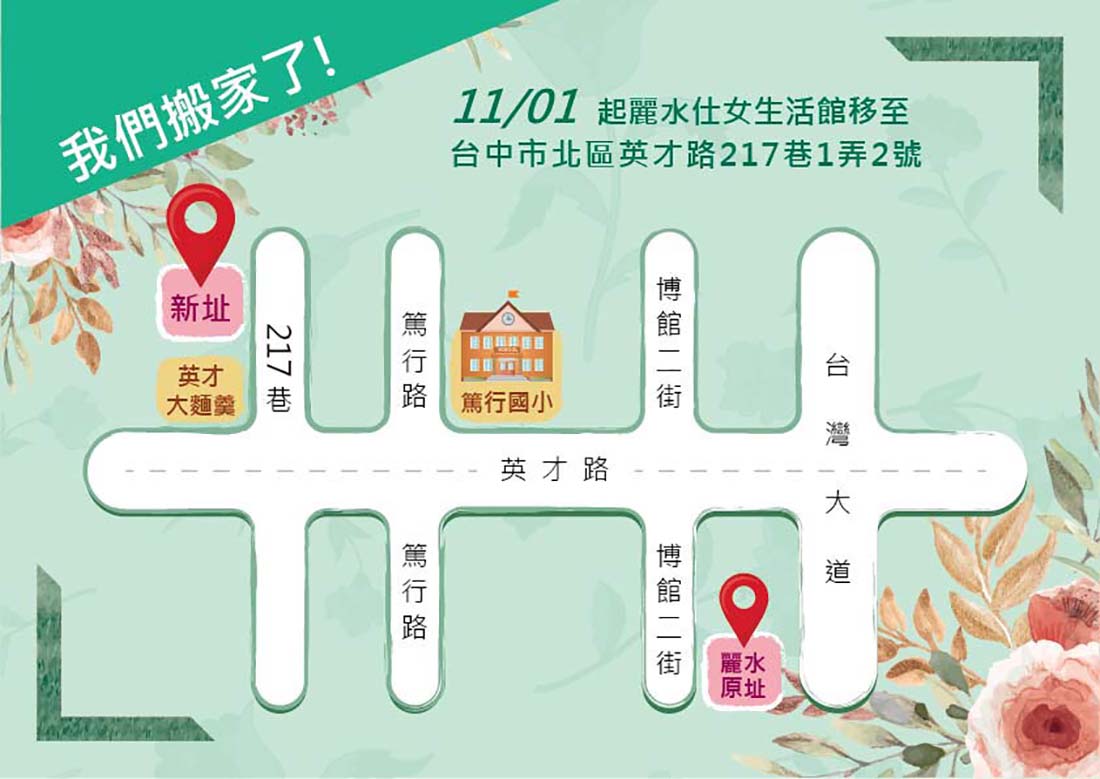 我們搬家了!
11/01 起麗水仕女生活館移至
台中市北區英才路217巷1弄2號
新址
英才
大麵羹
217巷
篤行路
篤行國小
博館二街
台灣大道
英才路
篤行路
博館二街
麗水
原址